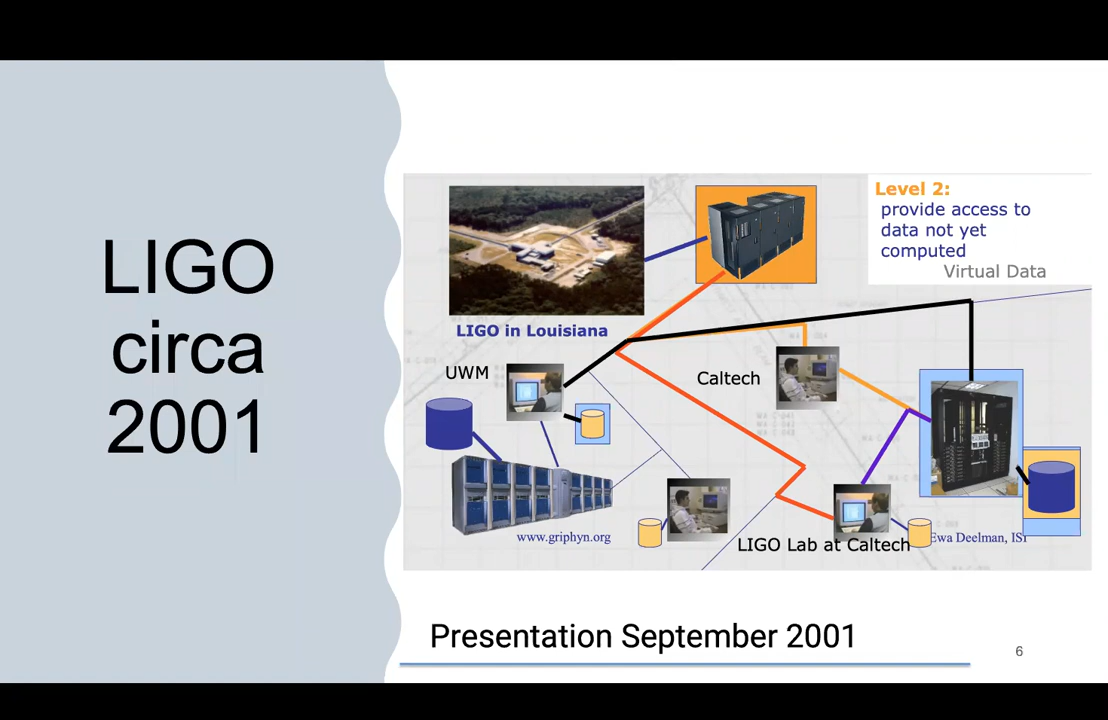 LIGO
circa
2001
Level 2:
provide access to
data not yet
computed
Virtual Data
LIGO in Louisiana
UWM
Caltech
www.griphyn.org
LIGO Lab at Caltech
Ewa Deelman, ISI
Presentation September 2001
6